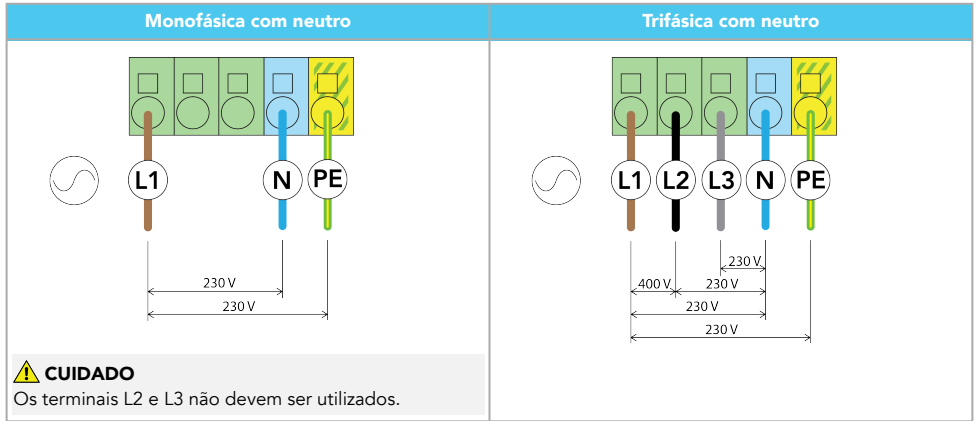 Monofásica com neutro
Trifásica com neutro
L1 N PE
230 V
230 V
CUIDADO
Os terminais L2 e L3 não devem ser utilizados.
L1 L2 L3 N PE
230 V
400 V 230 V
230 V
230 V